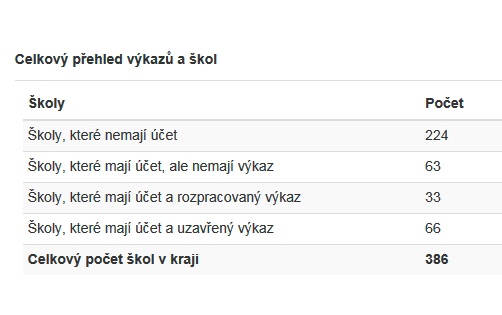 Celkový přehled výkazů a škol
Školy Počet
Školy, které nemají účet 224
Školy, které mají účet, ale nemají výkaz 63
Školy, které mají účet a rozpracovaný výkaz 33
Školy, které mají účet a uzavřený výkaz 66
Celkový počet škol v kraji 386